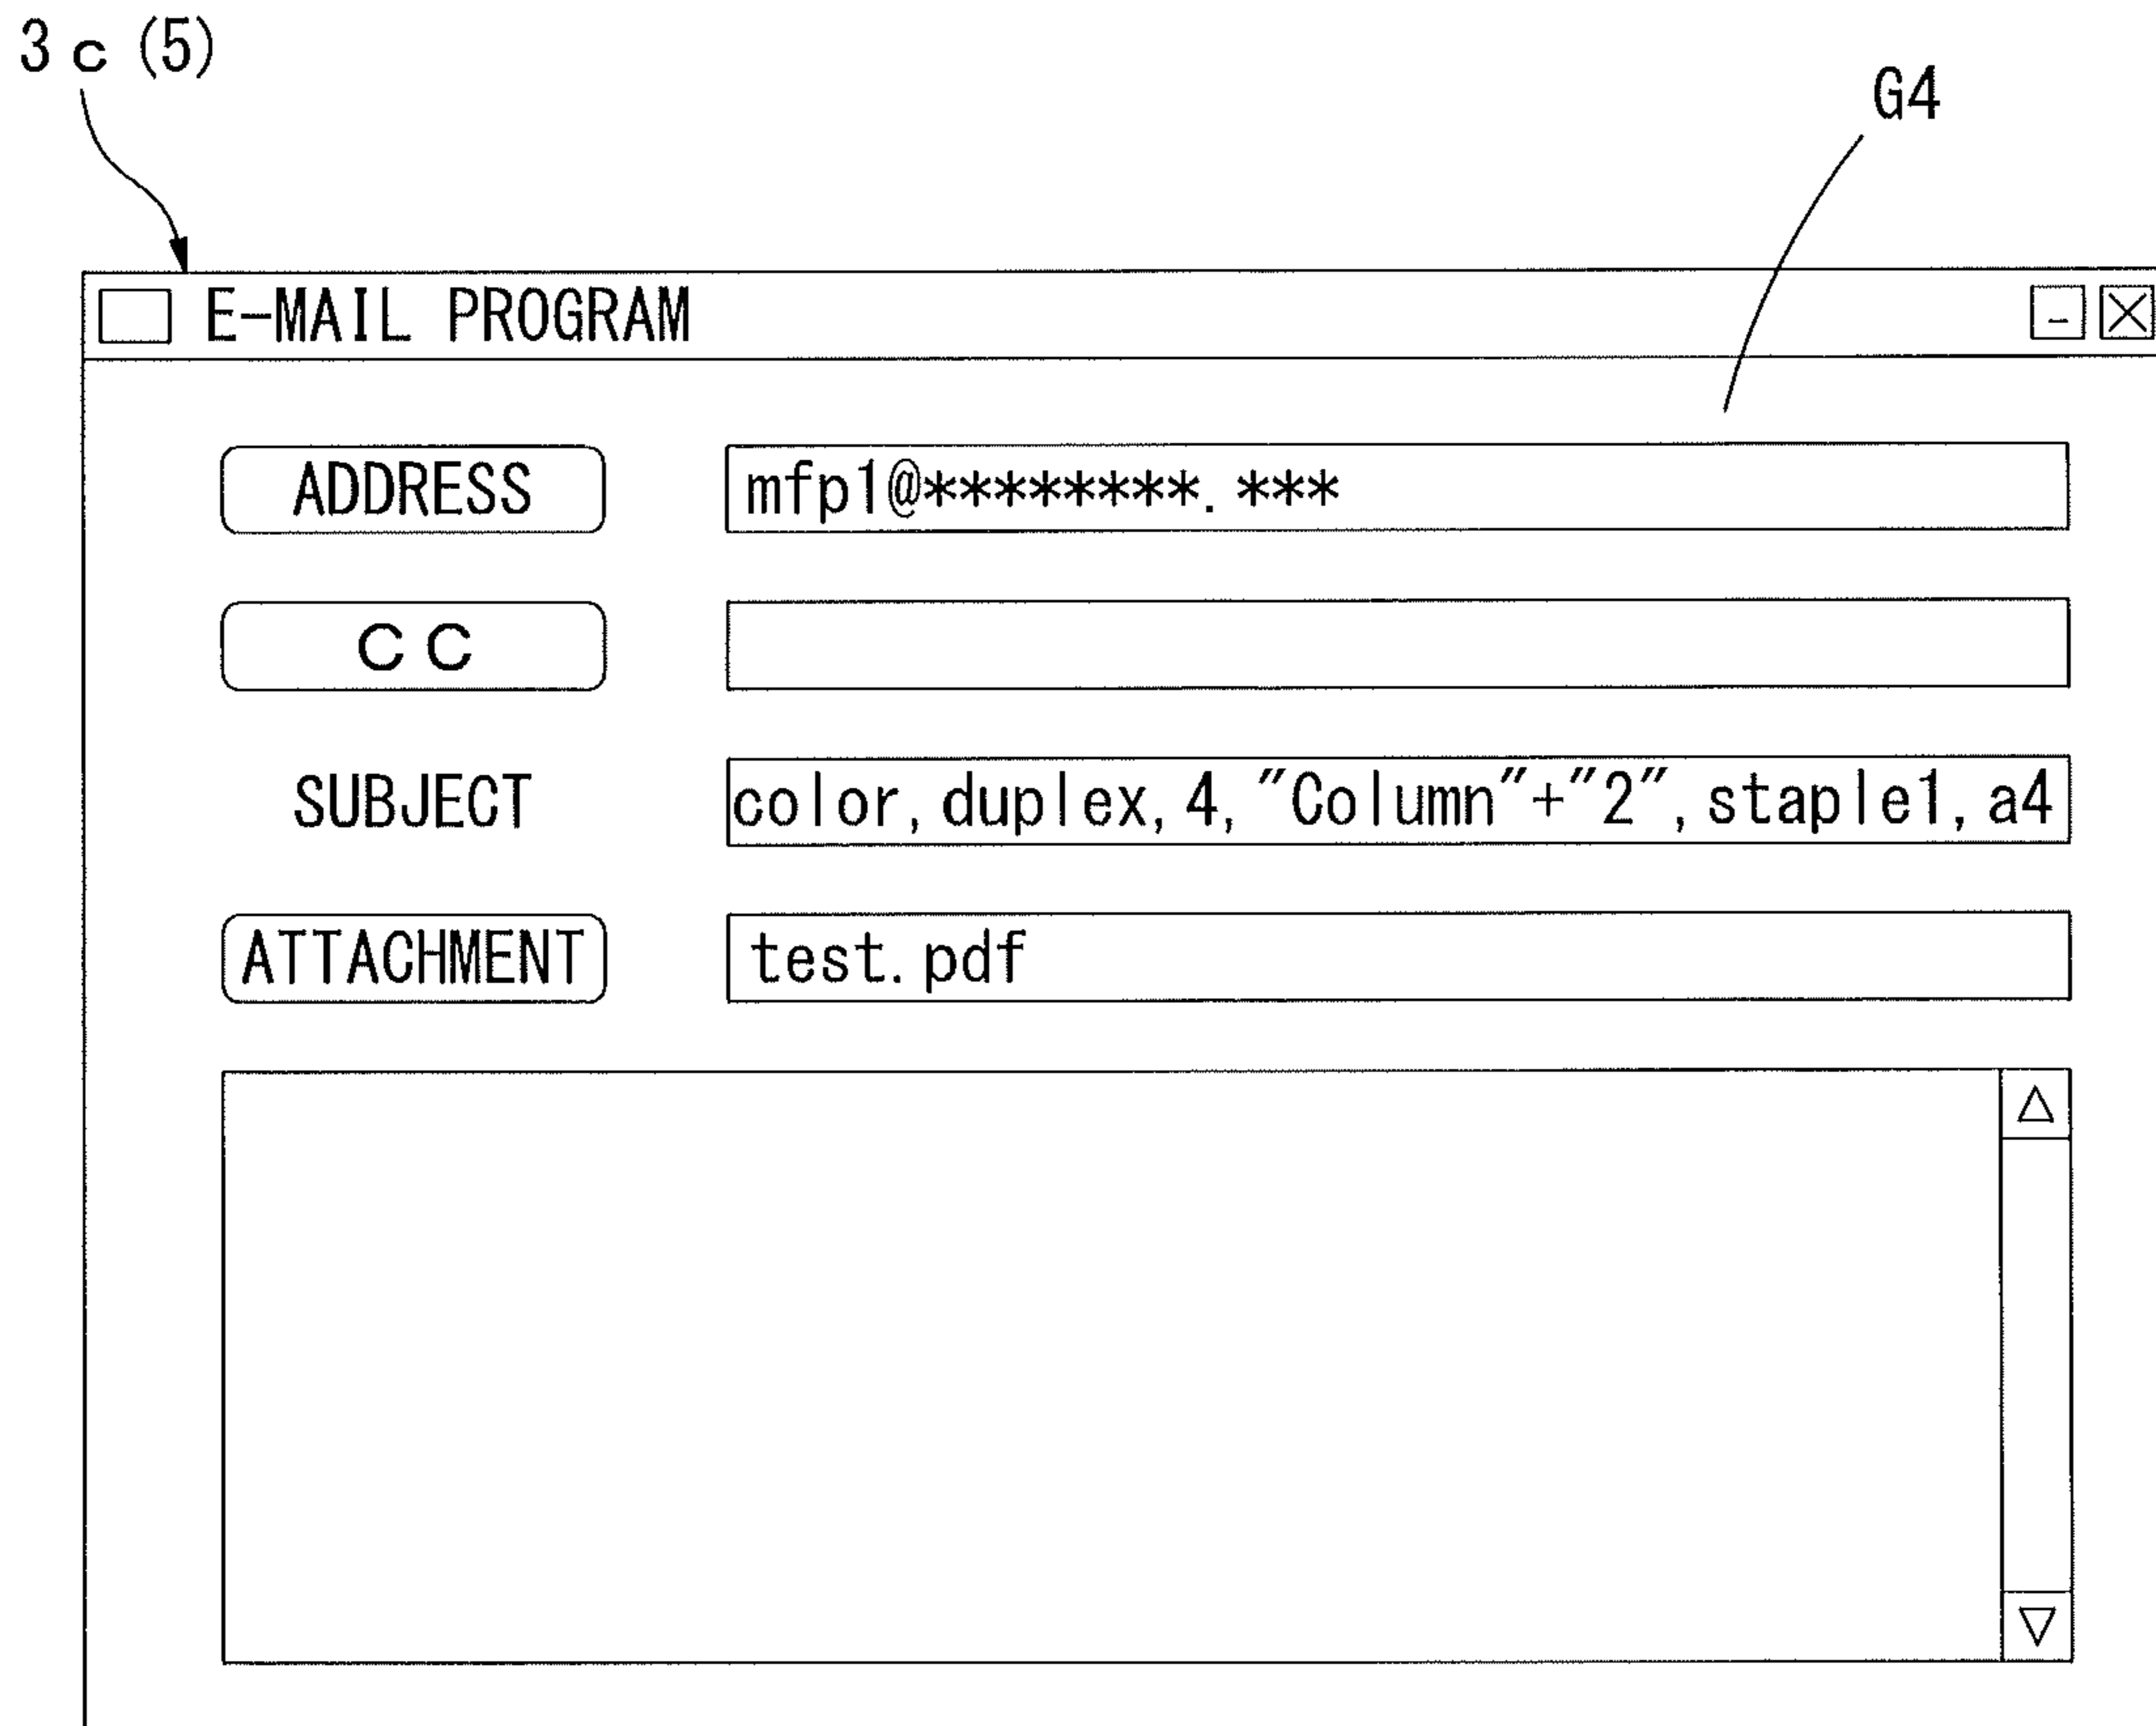 3c (5)
G4
E-MAIL PROGRAM
ADDRESS mfp1@********.***
CC
SUBJECT color,duplex,4,"Column"+"2",staple1,a4
ATTACHMENT test.pdf